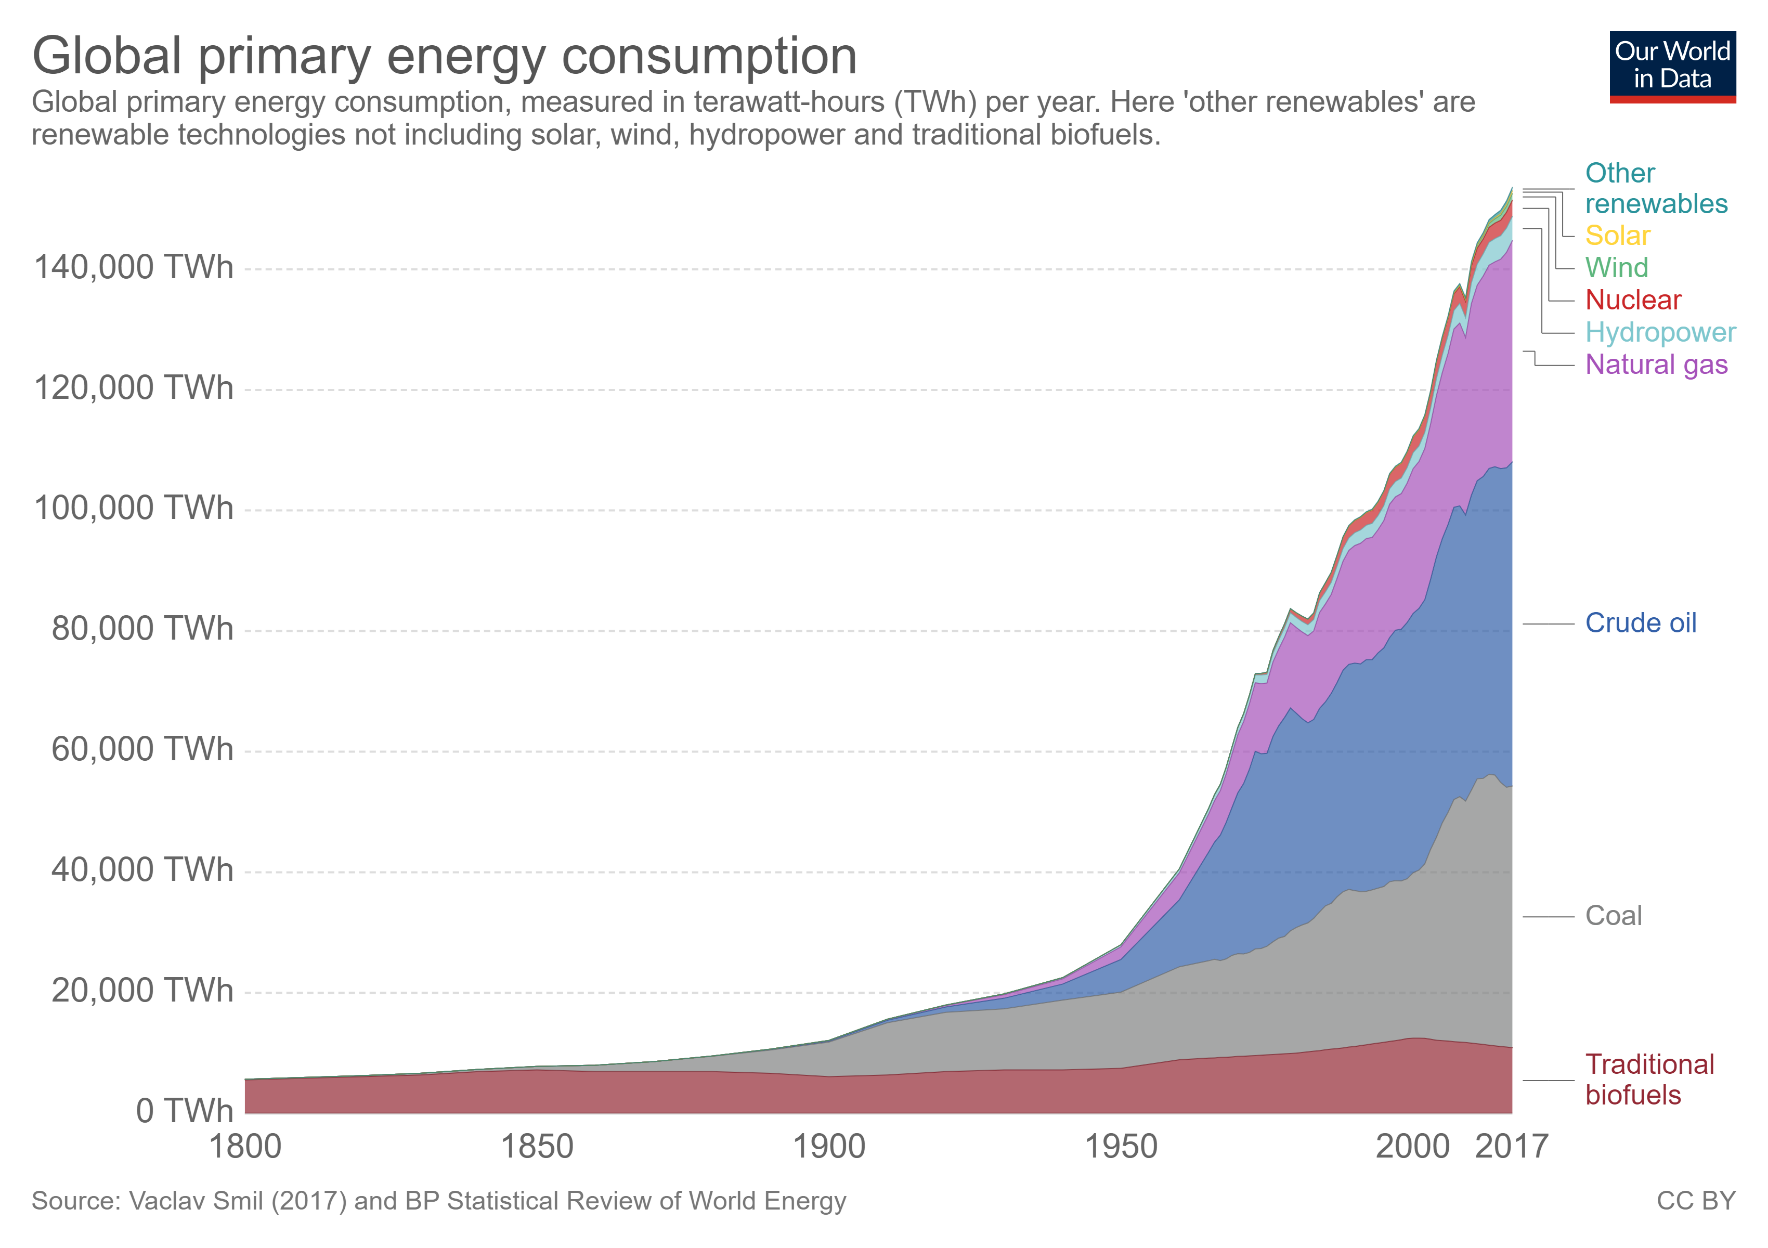 Global primary energy consumption
Global primary energy consumption, measured in terawatt-hours (TWh) per year. Here 'other renewables' are
renewable technologies not including solar, wind, hydropower and traditional biofuels.
Our World
in Data
Other
renewables
Solar
Wind
Nuclear
Hydropower
Natural gas
Crude oil
Coal
Traditional
biofuels
140,000 TWh
120,000 TWh
100,000 TWh
80,000 TWh
60,000 TWh
40,000 TWh
20,000 TWh
0 TWh
1800 1850 1900 1950 2000 2017
Source: Vaclav Smil (2017) and BP Statistical Review of World Energy
CC BY